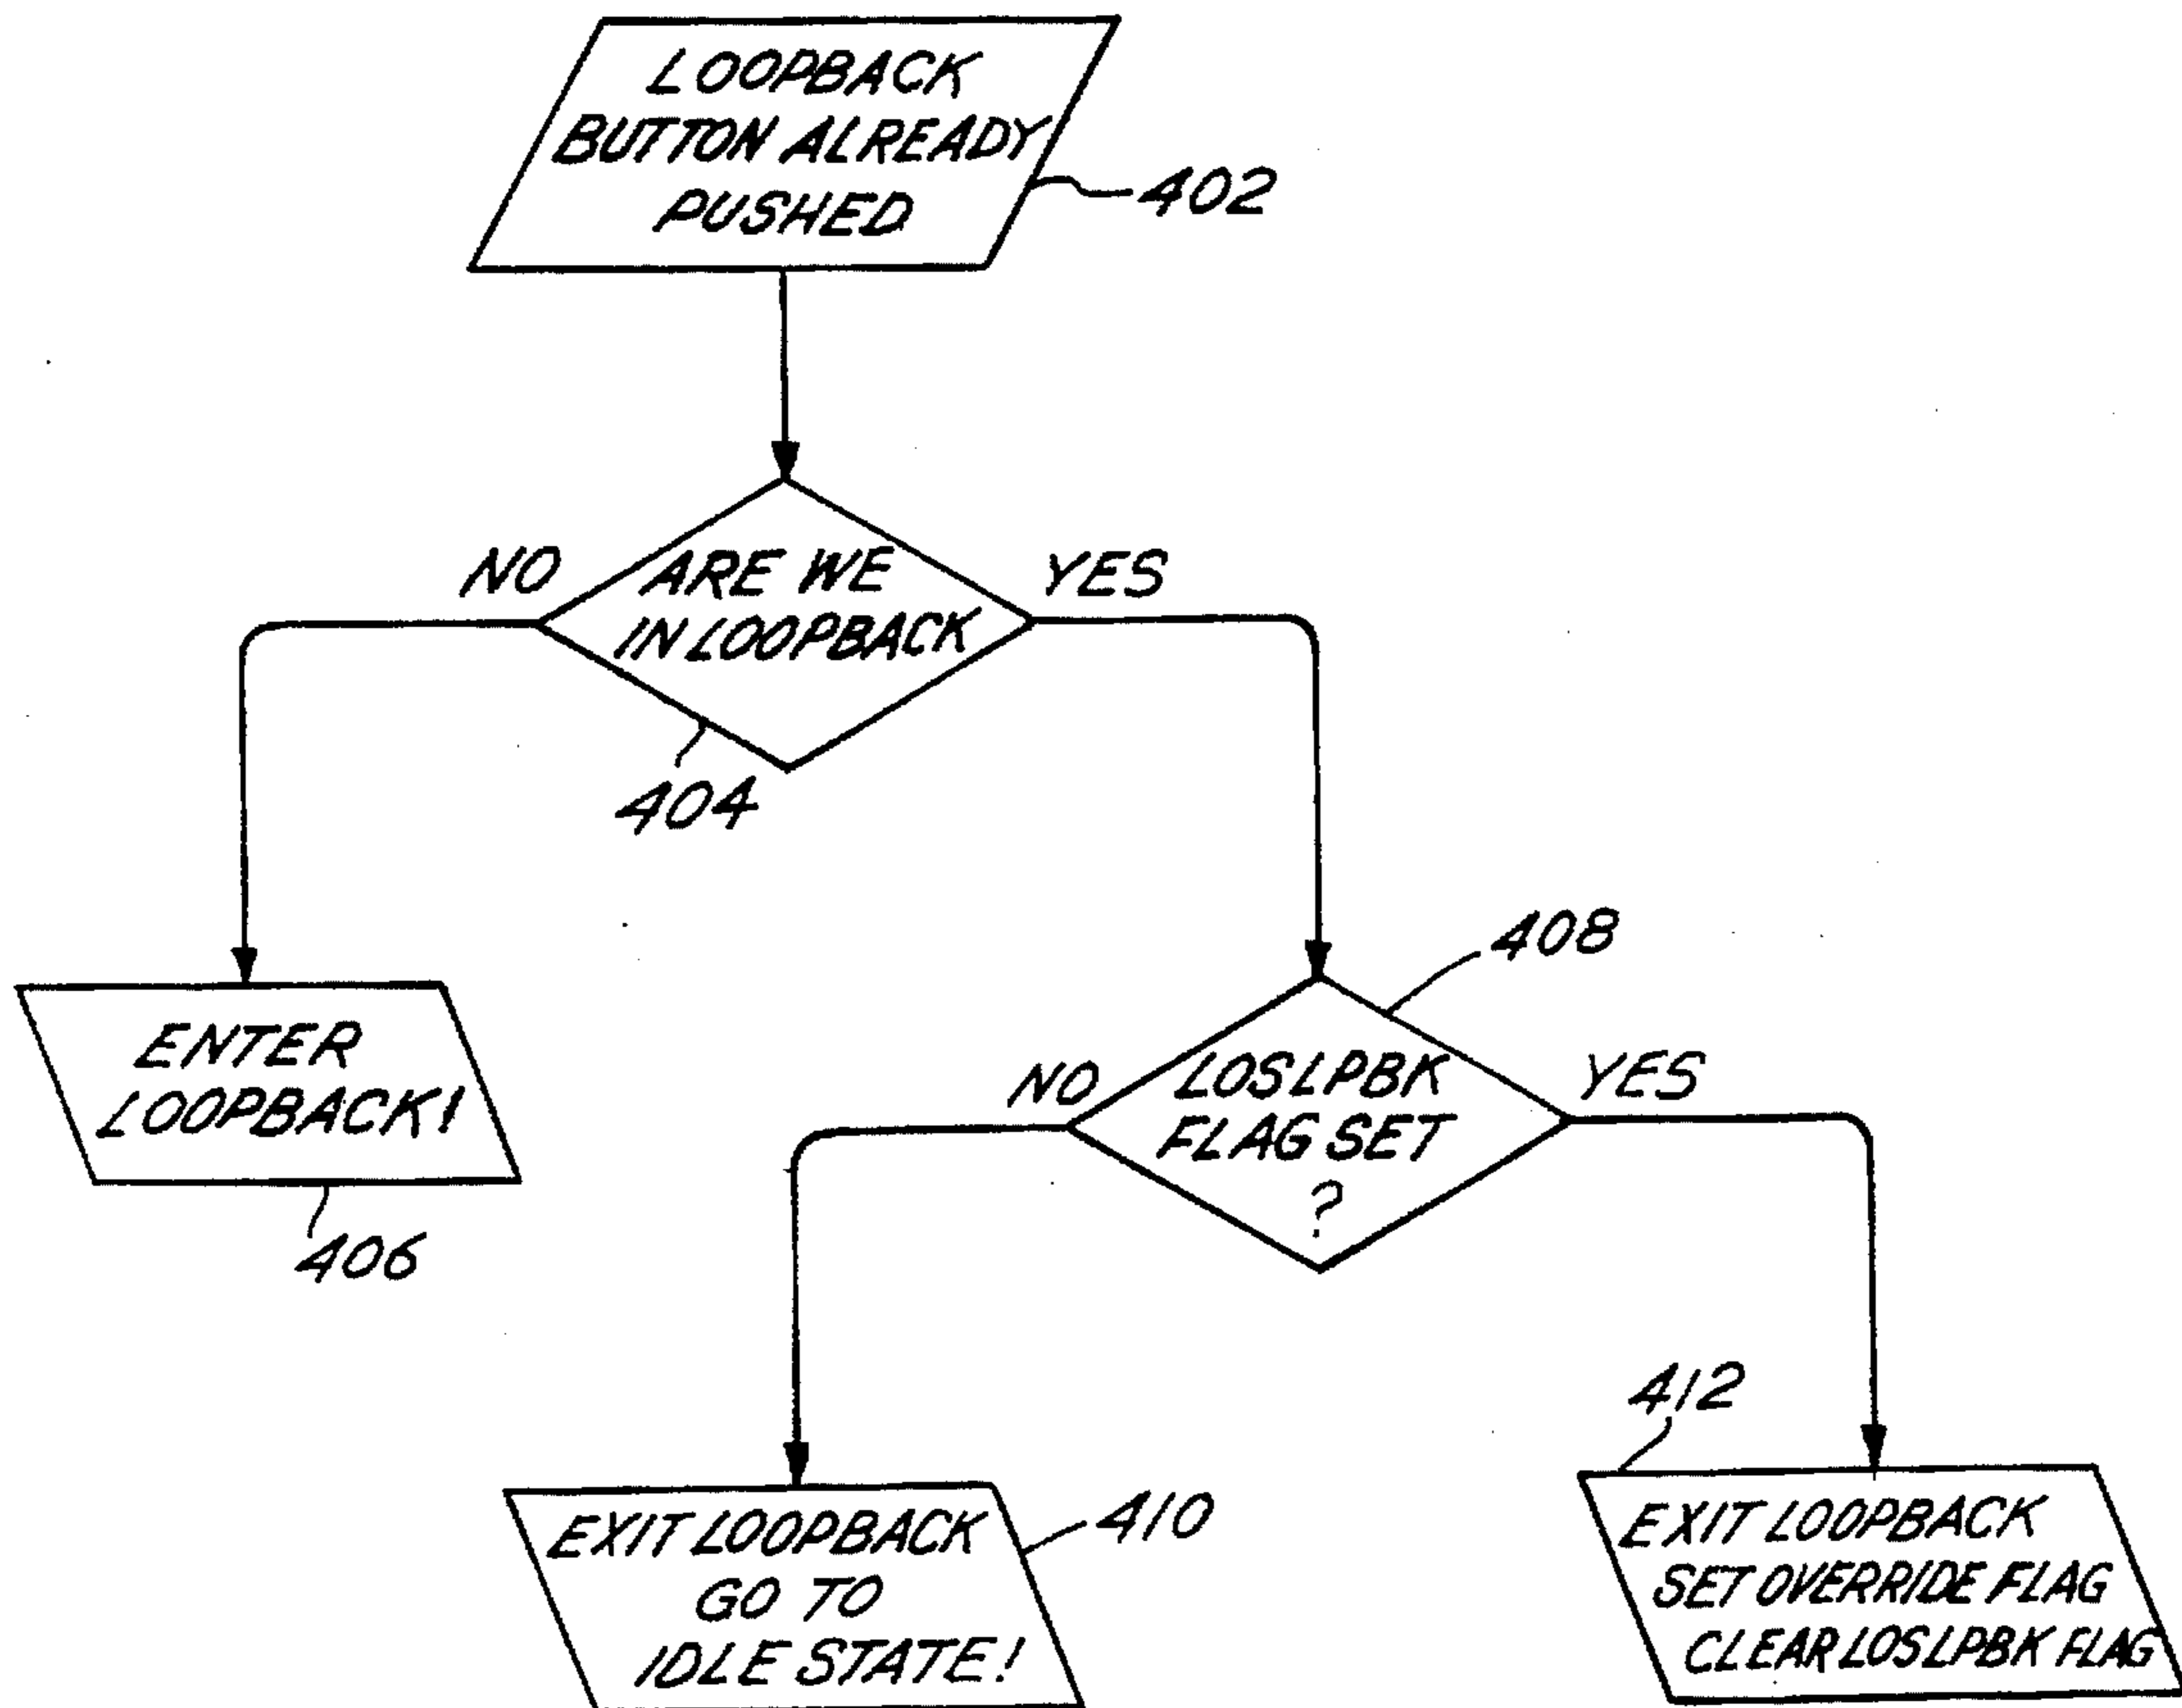 LOOPBACK
BUTTON ALREADY
PUSHED
402
NO
ARE WE
IN LOOPBACK
YES
404
ENTER
LOOPBACK!
406
408
NO
LOSLPBK
FLAG SET
?
YES
EXIT LOOPBACK
GO TO
IDLE STATE!
410
412
EXIT LOOPBACK
SET OVERRIDE FLAG
CLEAR LOSLPBK FLAG